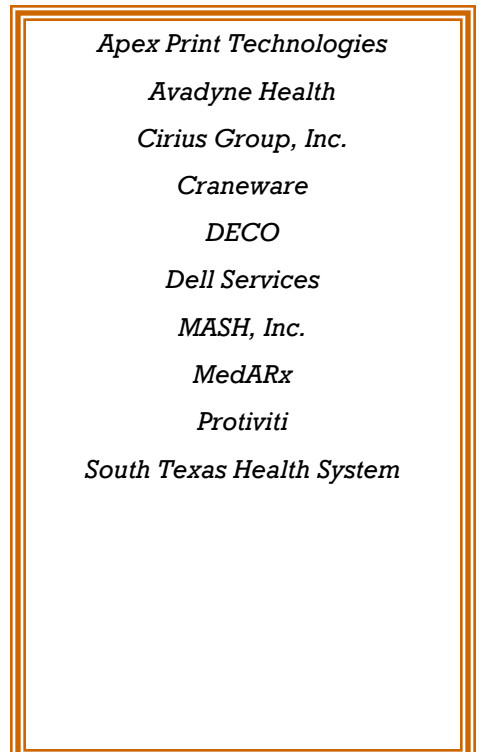 Apex Print Technologies
Avadyne Health
Cirius Group, Inc.
Craneware
DECO
Dell Services
MASH, Inc.
MedARx
Protiviti
South Texas Health System